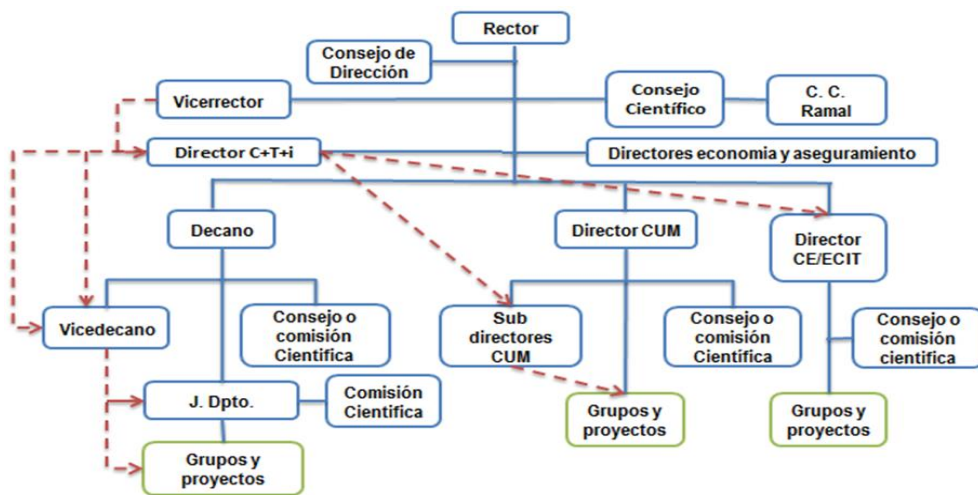 Rector
Consejo de
Dirección
Vicerrector
Consejo
Científico
C. C.
Ramal
Director C+T+i
Directores economia y aseguramiento
Decano
Director CUM
Director
CE/ECIT
Vicedecano
Consejo o
comisión
Científica
Sub
directores
CUM
Consejo o
comisión
Científica
Consejo o
comisión
cientifica
J. Dpto.
Comisión
Científica
Grupos y
proyectos
Grupos y
proyectos
Grupos y
proyectos